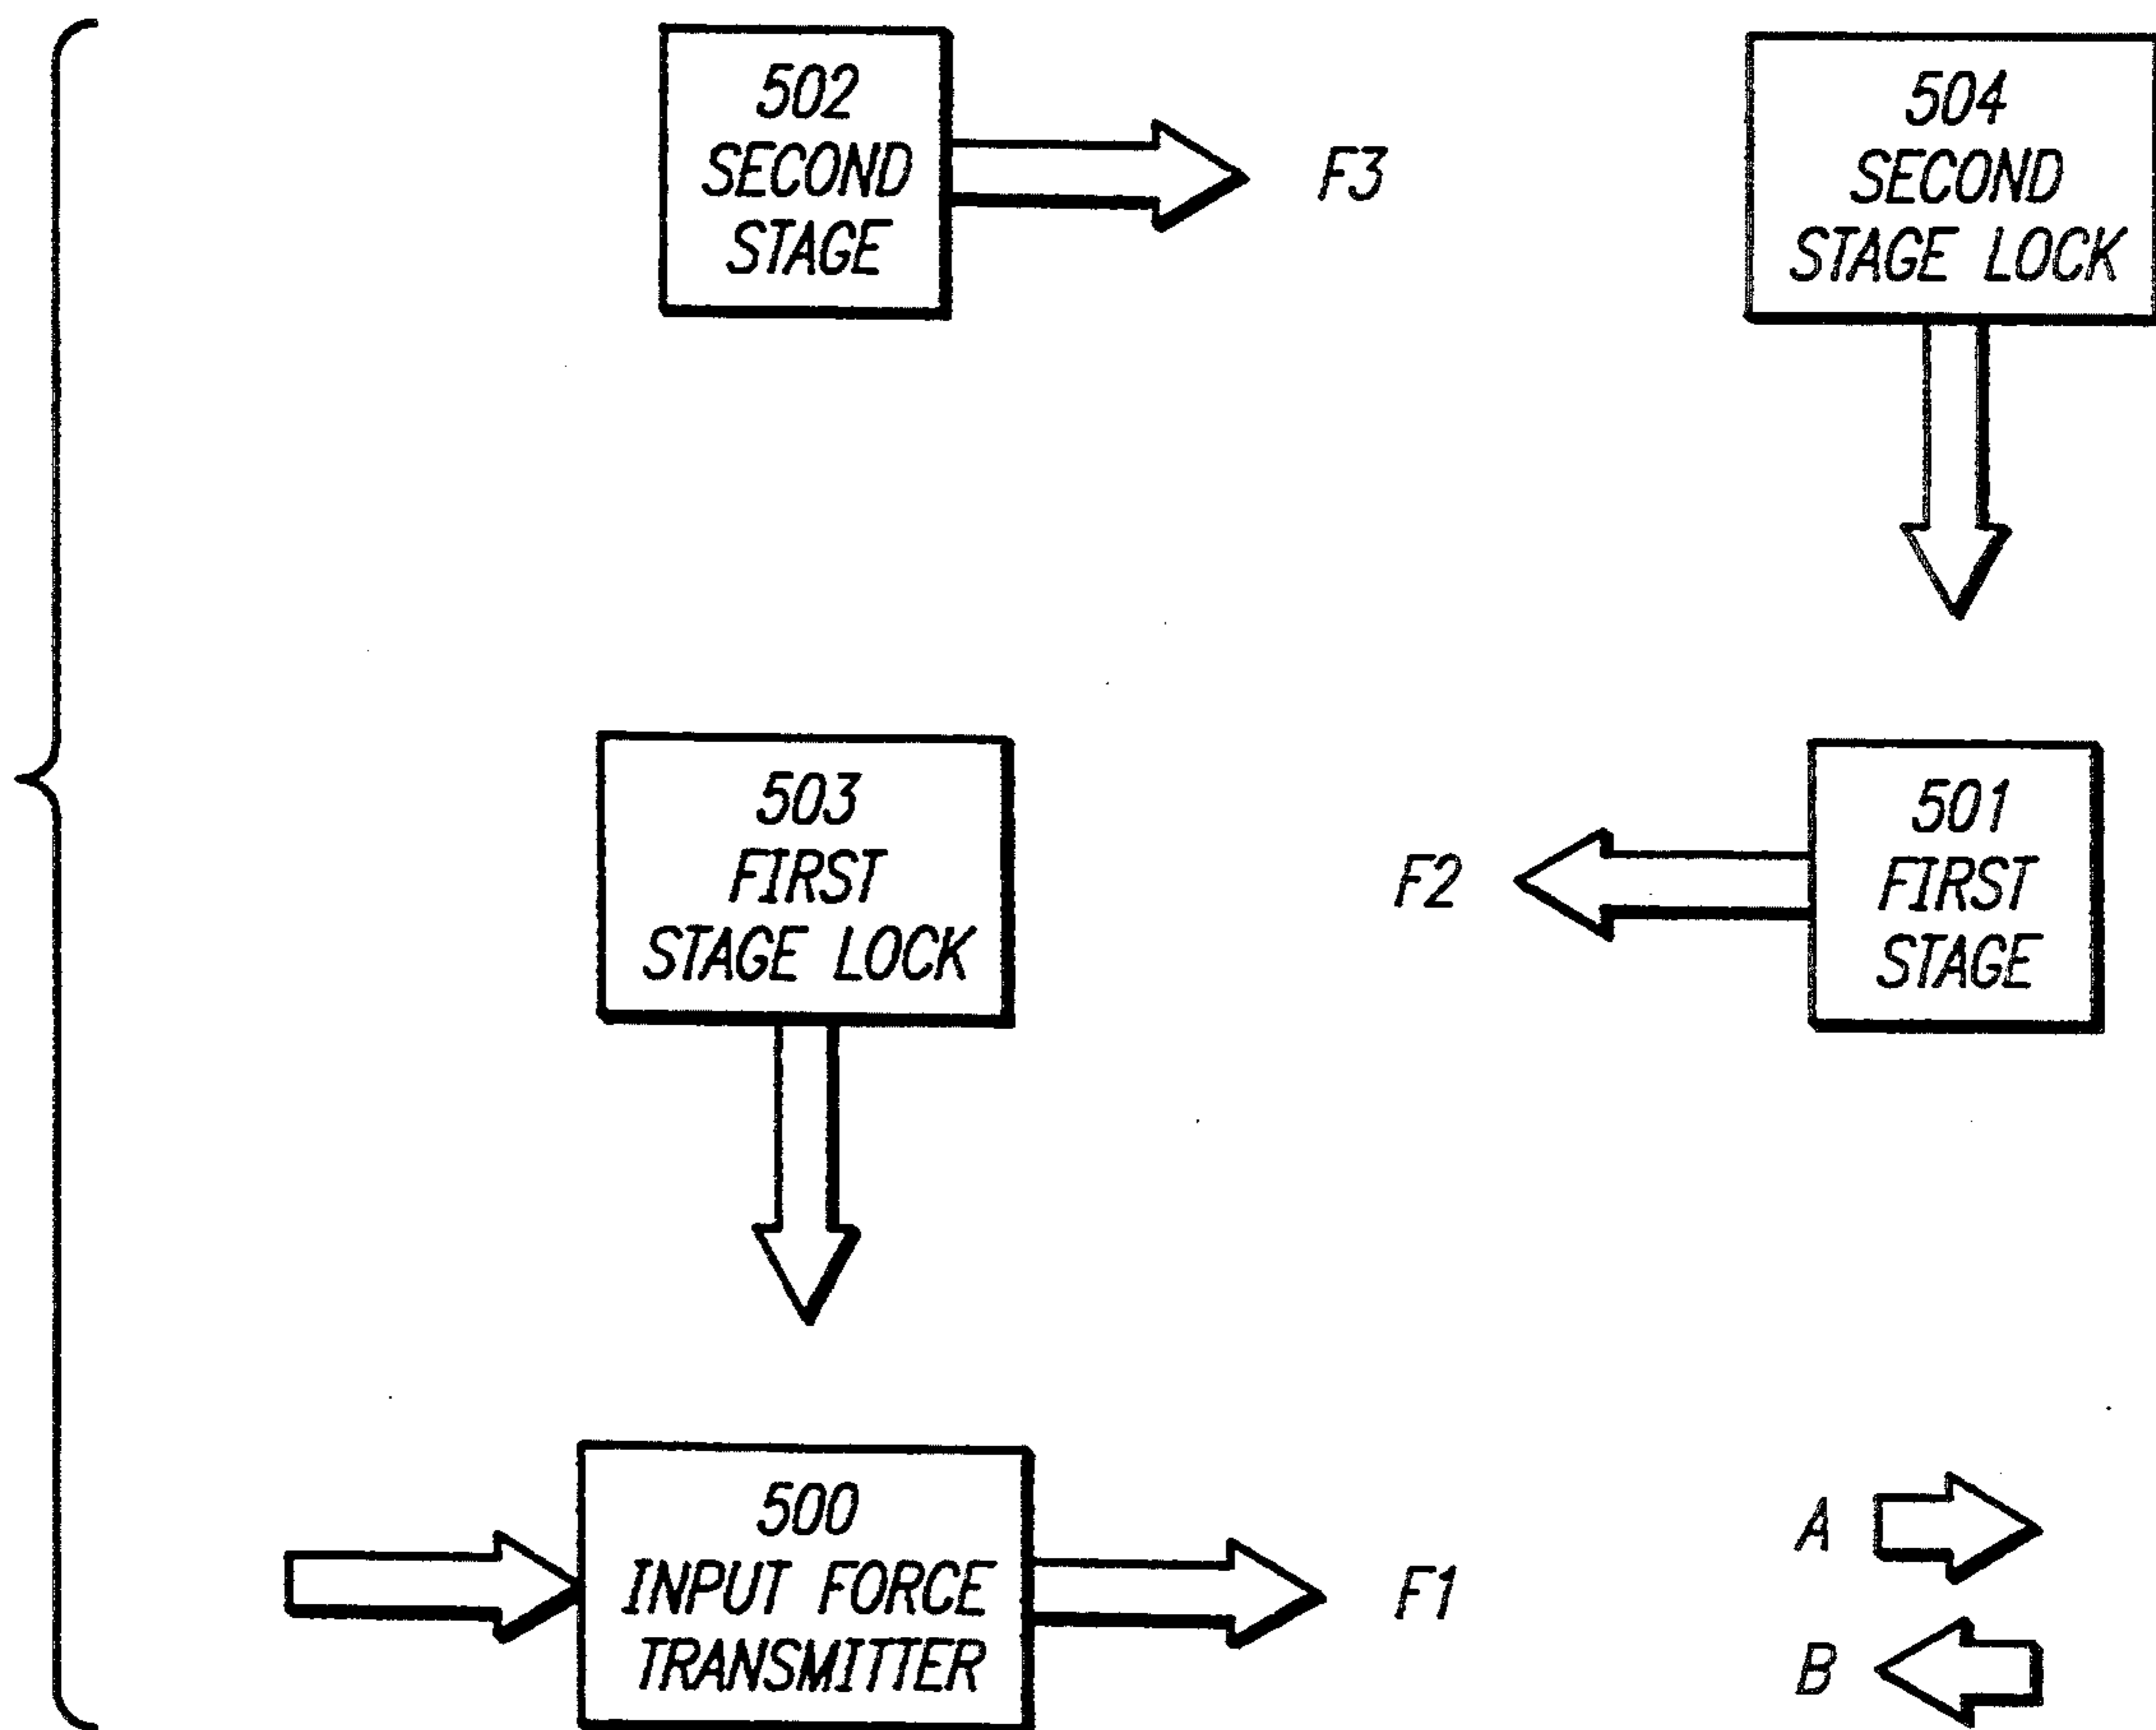 502
SECOND
STAGE
F3
504
SECOND
STAGE LOCK
503
FIRST
STAGE LOCK
F2
501
FIRST
STAGE
500
INPUT FORCE
TRANSMITTER
F1
A
B